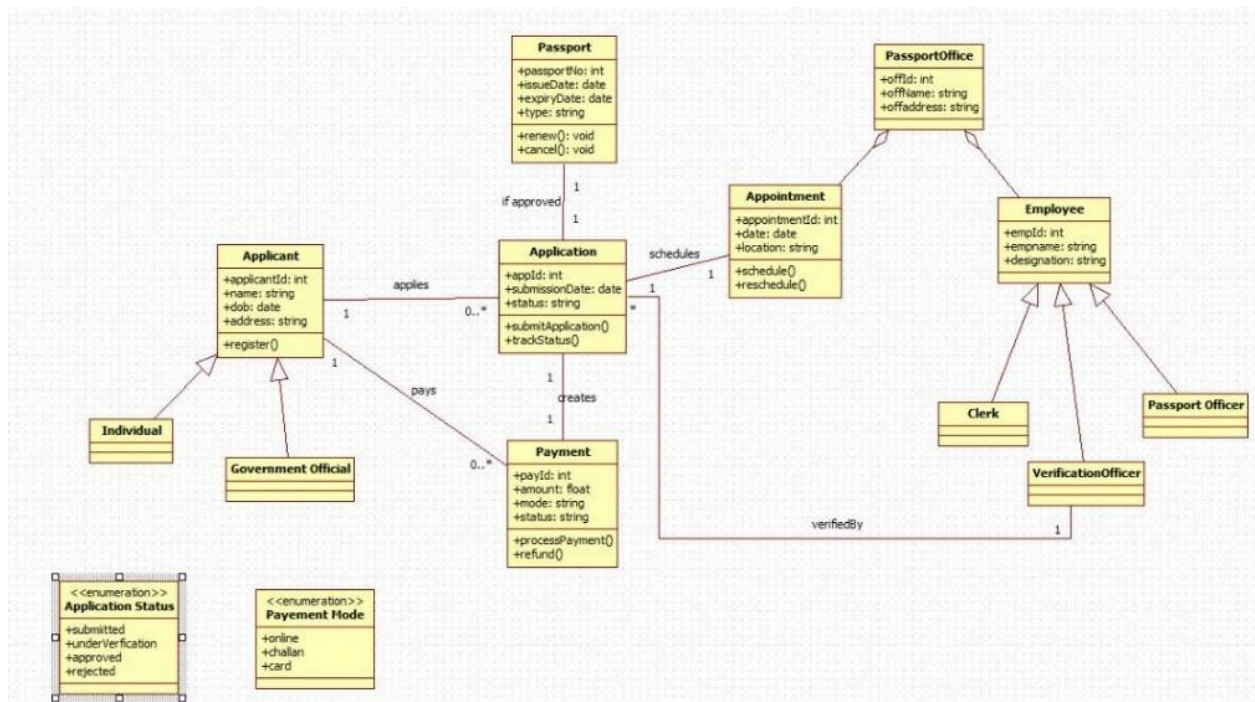 Passport
+passportNo: int
+issueDate: date
+expiryDate: date
+type: string
+renew(): void
+cancel(): void
PassportOffice
+offId: int
+offName: string
+offaddress: string
1
if approved
1
Appointment
+appointmentId: int
+date: date
+location: string
+schedule()
+reschedule()
Employee
+empId: int
+empname: string
+designation: string
Applicant
+applicantId: int
+name: string
+dob: date
+address: string
+register()
applies
1
0..*
Application
+appId: int
+submissionDate: date
+status: string
+submitApplication()
+trackStatus()
schedules
1
1
*
1
pays
0..*
1
creates
1
Individual
Government Official
Clerk
Passport Officer
VerificationOfficer
Payment
+payId: int
+amount: float
+mode: string
+status: string
+processPayment()
+refund()
verifiedBy
1
<<enumeration>>
Application Status
+submiitted
+underVerfication
+approved
+rejected
<<enumeration>>
Payement Mode
+online
+challan
+card